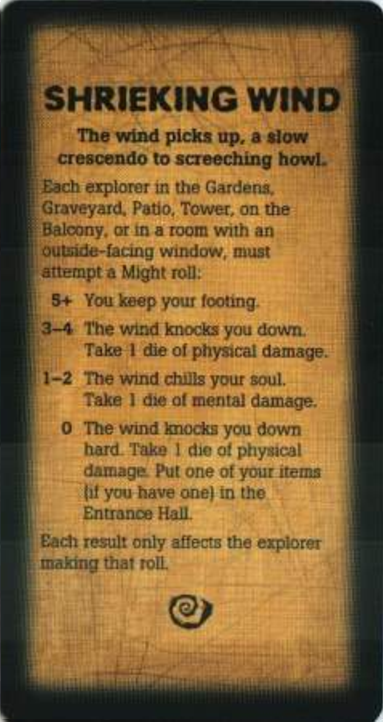 SHRIEKING WIND
The wind picks up, a slow
crescendo to screeching howl.
Each explorer in the Gardens,
Graveyard, Patio, Tower, on the
Balcony, or in a room with an
outside-facing window, must
attempt a Might roll:
5+ You keep your footing.
3–4 The wind knocks you down.
Take 1 die of physical damage.
1–2 The wind chills your soul.
Take 1 die of mental damage.
0 The wind knocks you down
hard. Take 1 die of physical
damage. Put one of your items
(if you have one) in the
Entrance Hall.
Each result only affects the explorer
making that roll.